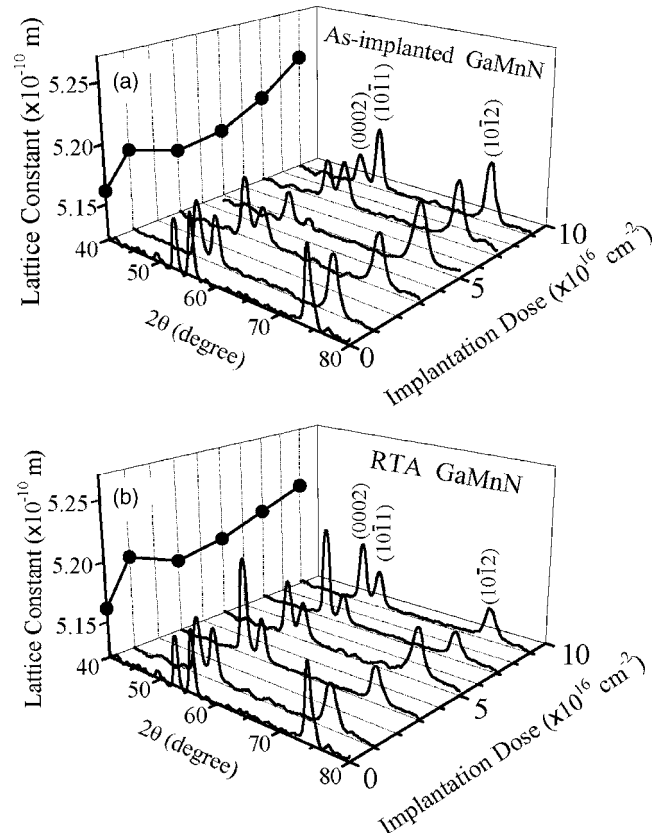 As-implanted GaMnN
(a)
Lattice Constant (x10⁻¹⁰ m)
5.25
5.20
5.15
(0002)
(101̄1)
(101̄2)
40
50
60
70
80
2θ (degree)
0
5
10
Implantation Dose (×10¹⁶ cm⁻²)
RTA GaMnN
(b)
Lattice Constant (x10⁻¹⁰ m)
5.25
5.20
5.15
(0002)
(101̄1)
(101̄2)
40
50
60
70
80
2θ (degree)
0
5
10
Implantation Dose (×10¹⁶ cm⁻²)